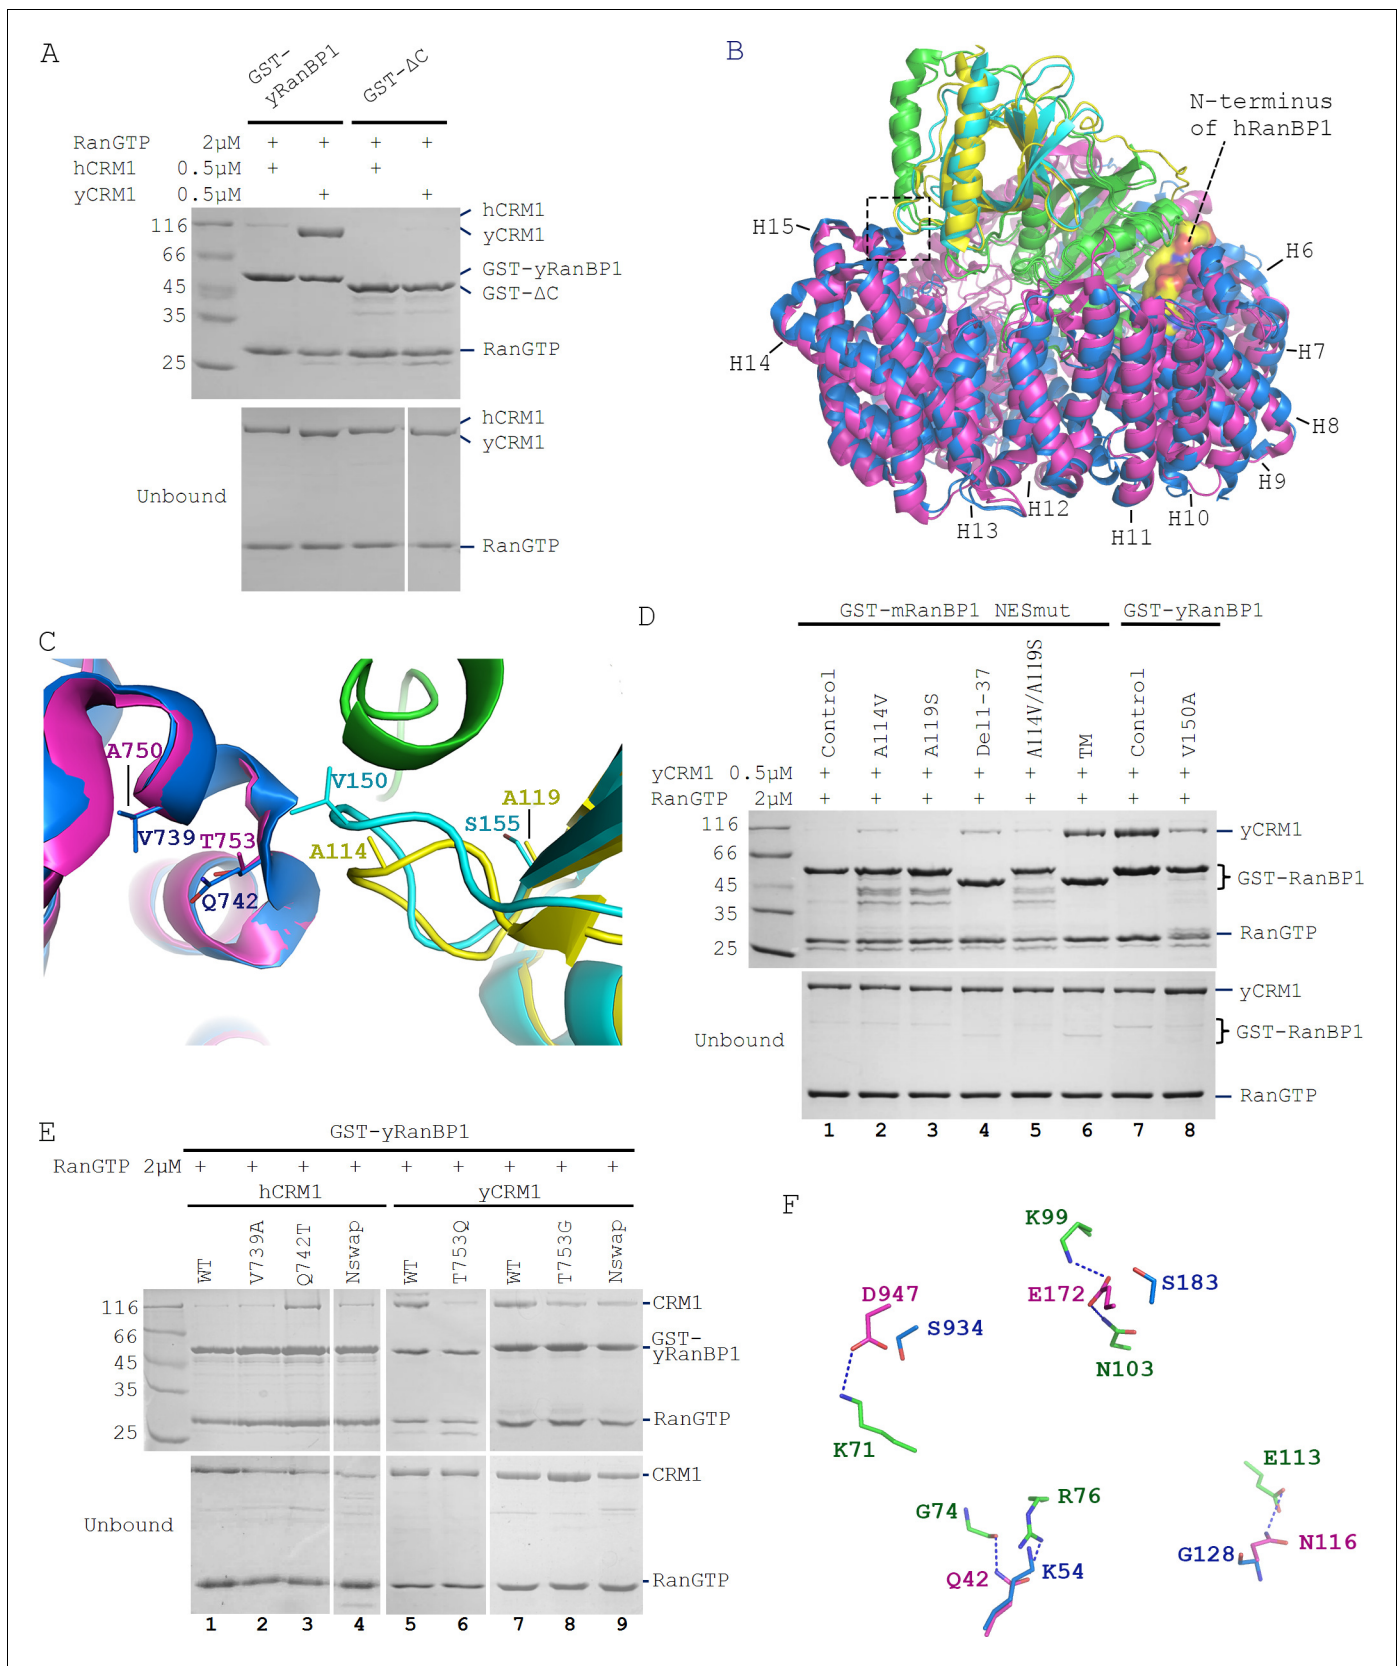 A
GST-
yRanBP1
GST-ΔC
RanGTP 2µM + + + +
hCRM1 0.5µM + +
yCRM1 0.5µM + +
116
66
45
35
25
hCRM1
yCRM1
GST-yRanBP1
GST-ΔC
RanGTP
Unbound
hCRM1
yCRM1
RanGTP
B
N-terminus
of hRanBP1
H15
H14
H13
H12
H11
H10
H9
H8
H7
H6
C
A750
V739
T753
Q742
V150
A114
A119
S155
D
GST-mRanBP1 NESmut
GST-yRanBP1
Control
A114V
A119S
Del1-37
A114V/A119S
TM
Control
V150A
yCRM1 0.5µM + + + + + + + +
RanGTP 2µM + + + + + + + +
116
66
45
35
25
yCRM1
GST-RanBP1
RanGTP
Unbound
yCRM1
GST-RanBP1
RanGTP
1 2 3 4 5 6 7 8
E
GST-yRanBP1
RanGTP 2µM + + + + + + + + +
hCRM1
yCRM1
WT
V739A
Q742T
Nswap
WT
T753Q
WT
T753G
Nswap
116
66
45
35
25
CRM1
GST-
yRanBP1
RanGTP
Unbound
CRM1
RanGTP
1 2 3 4 5 6 7 8 9
F
K99
E172
S183
N103
D947
S934
K71
G74
R76
Q42
K54
E113
G128
N116